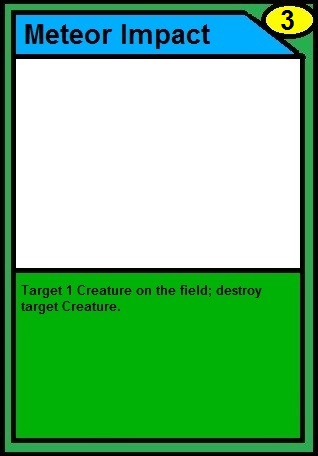 Meteor Impact
3
Target 1 Creature on the field; destroy
target Creature.